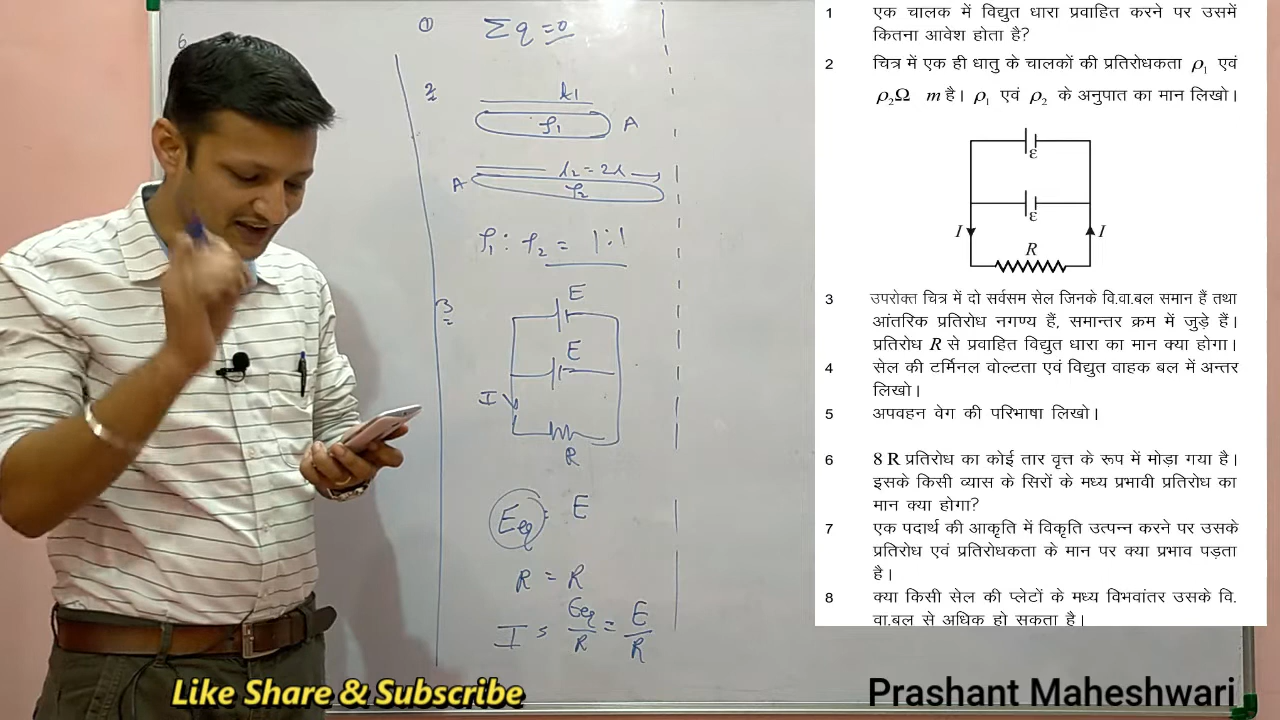 ① Σq = 0
2
l1
ρ1 A
A l2 = 2l
ρ2
ρ1 : ρ2 = 1:1
3
E
E
I
R
Eeq = E
R = R
I = Eeq/R = E/R
1 एक चालक में विद्युत धारा प्रवाहित करने पर उसमें
कितना आवेश होता है?
2 चित्र में एक ही धातु के चालकों की प्रतिरोधकता ρ₁ एवं
ρ₂Ω m है। ρ₁ एवं ρ₂ के अनुपात का मान लिखो।
ε
ε
I I
R
3 उपरोक्त चित्र में दो सर्वसम सेल जिनके वि.वा.बल समान हैं तथा
आंतरिक प्रतिरोध नगण्य हैं, समान्तर क्रम में जुड़े हैं।
प्रतिरोध R से प्रवाहित विद्युत धारा का मान क्या होगा।
4 सेल की टर्मिनल वोल्टता एवं विद्युत वाहक बल में अन्तर
लिखो।
5 अपवहन वेग की परिभाषा लिखो।
6 8 R प्रतिरोध का कोई तार वृत्त के रूप में मोड़ा गया है।
इसके किसी व्यास के सिरों के मध्य प्रभावी प्रतिरोध का
मान क्या होगा?
7 एक पदार्थ की आकृति में विकृति उत्पन्न करने पर उसके
प्रतिरोध एवं प्रतिरोधकता के मान पर क्या प्रभाव पड़ता
है।
8 क्या किसी सेल की प्लेटों के मध्य विभवांतर उसके वि.
वा.बल से अधिक हो सकता है।
Like Share & Subscribe
Prashant Maheshwari